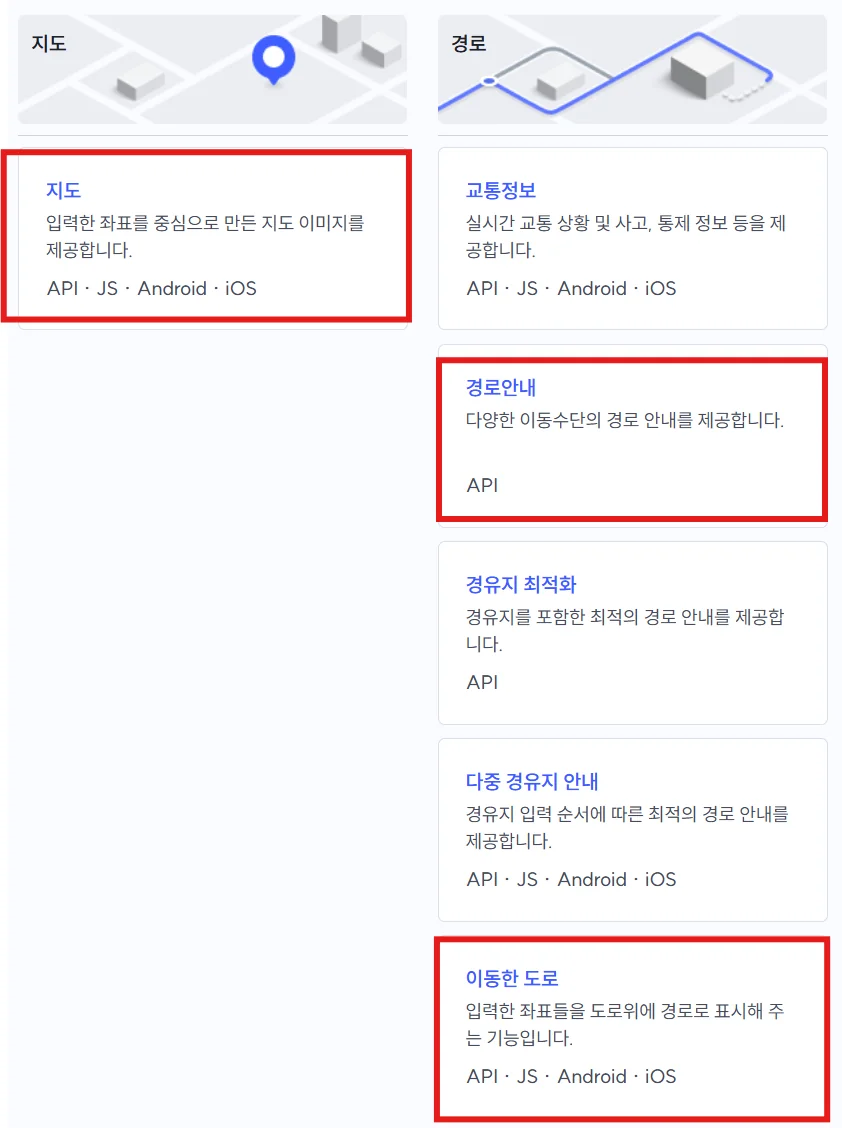 지도
지도
입력한 좌표를 중심으로 만든 지도 이미지를
제공합니다.
API · JS · Android · iOS
경로
교통정보
실시간 교통 상황 및 사고, 통제 정보 등을 제
공합니다.
API · JS · Android · iOS
경로안내
다양한 이동수단의 경로 안내를 제공합니다.
API
경유지 최적화
경유지를 포함한 최적의 경로 안내를 제공합
니다.
API
다중 경유지 안내
경유지 입력 순서에 따른 최적의 경로 안내를
제공합니다.
API · JS · Android · iOS
이동한 도로
입력한 좌표들을 도로위에 경로로 표시해 주
는 기능입니다.
API · JS · Android · iOS